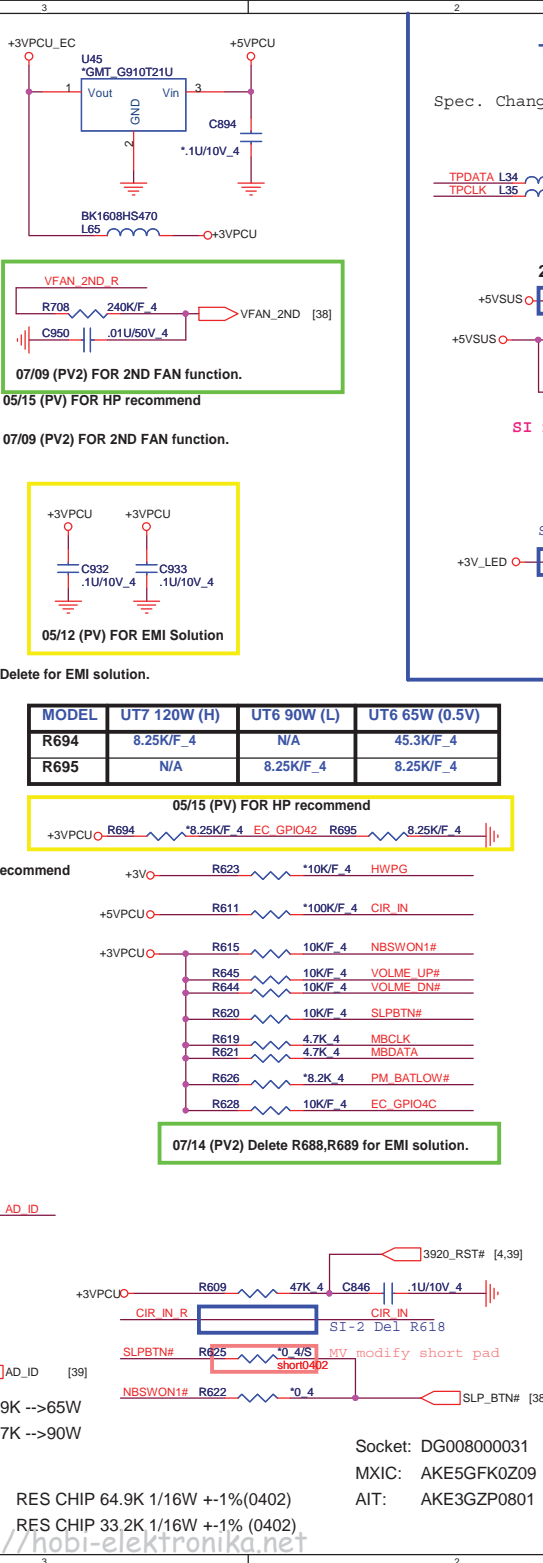 3
2
+3VPCU_EC
+5VPCU
U45
*GMT_G910T21U
1
Vout
Vin
3
GND
2
C894
*.1U/10V_4
BK1608HS470
L65
+3VPCU
Spec. Chang
TPDATA L34
TPCLK L35
VFAN_2ND_R
R708
240K/F_4
VFAN_2ND [38]
C950
.01U/50V_4
07/09 (PV2) FOR 2ND FAN function.
05/15 (PV) FOR HP recommend
07/09 (PV2) FOR 2ND FAN function.
2
+5VSUS
+5VSUS
SI
+3VPCU
+3VPCU
C932
.1U/10V_4
C933
.1U/10V_4
05/12 (PV) FOR EMI Solution
S
+3V_LED
Delete for EMI solution.
MODEL UT7 120W (H) UT6 90W (L) UT6 65W (0.5V)
R694 8.25K/F_4 N/A 45.3K/F_4
R695 N/A 8.25K/F_4 8.25K/F_4
05/15 (PV) FOR HP recommend
+3VPCU R694 *8.25K/F_4 EC_GPIO42 R695 8.25K/F_4
ecommend
+3V R623 *10K/F_4 HWPG
+5VPCU R611 *100K/F_4 CIR_IN
+3VPCU R615 10K/F_4 NBSWON1#
R645 10K/F_4 VOLME_UP#
R644 10K/F_4 VOLME_DN#
R620 10K/F_4 SLPBTN#
R619 4.7K_4 MBCLK
R621 4.7K_4 MBDATA
R626 *8.2K_4 PM_BATLOW#
R628 10K/F_4 EC_GPIO4C
07/14 (PV2) Delete R688,R689 for EMI solution.
AD_ID
3920_RST# [4,39]
+3VPCU R609 47K_4 C846 .1U/10V_4
CIR_IN_R CIR_IN
SI-2 Del R618
SLPBTN# R625 *0_4/S MV modify short pad
short0402
AD_ID [39]
NBSWON1# R622 *0_4 SLP_BTN# [38
9K -->65W
7K -->90W
Socket: DG008000031
MXIC: AKE5GFK0Z09
AIT: AKE3GZP0801
RES CHIP 64.9K 1/16W +-1%(0402)
RES CHIP 33.2K 1/16W +-1% (0402)
//hobi-elektronika.net
3
2